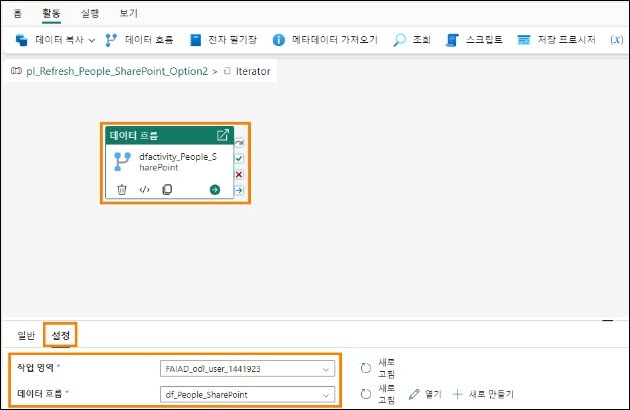 홈 활동 실행 보기
데이터 복사 데이터 흐름 전자 필기장 메타데이터 가져오기 조회 스크립트 저장 프로시저 (x)
pl_Refresh_People_SharePoint_Option2 > Iterator
데이터 흐름
dfactivity_People_S
harePoint
일반 설정
작업 영역 * FAIAD_odl_user_1441923 새로
고침
데이터 흐름 * df_People_SharePoint 새로
고침 열기 새로 만들기